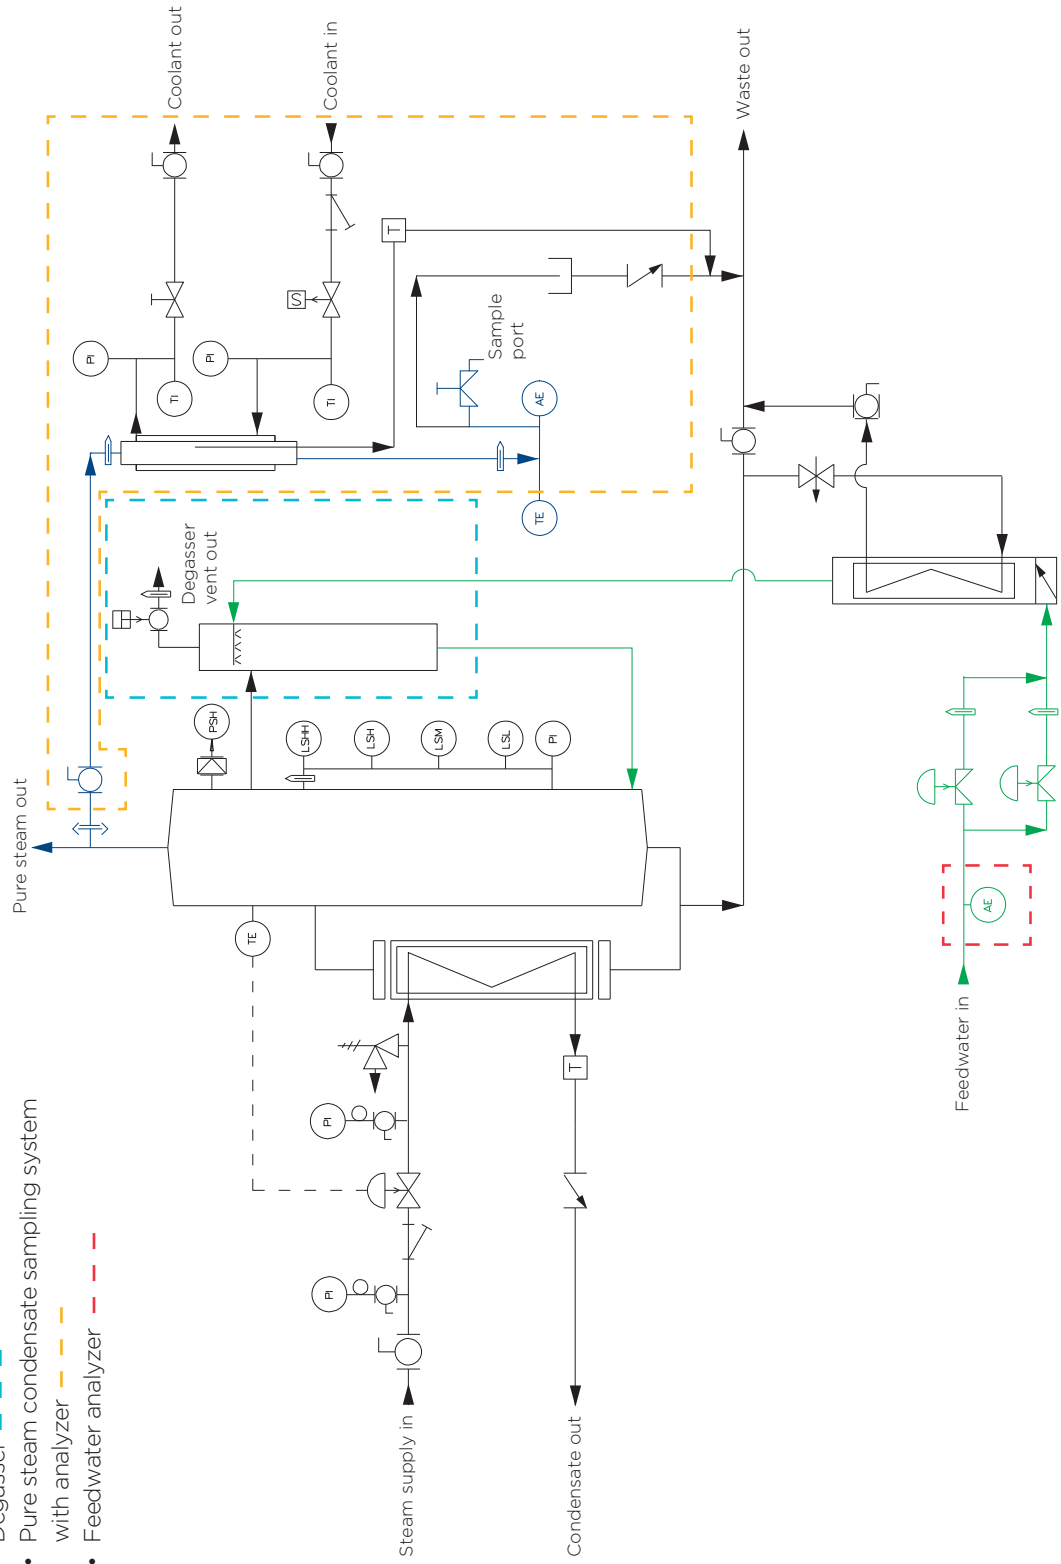 Degasser
• Pure steam condensate sampling system
with analyzer
• Feedwater analyzer
Pure steam out
Coolant out
Coolant in
Waste out
PI
TI
PI
TI
S
T
Sample
port
AE
TE
Degasser
vent out
PSH
LSHH
LSH
LSM
LSL
PI
TE
PI
PI
T
Steam supply in
Condensate out
Feedwater in
AE